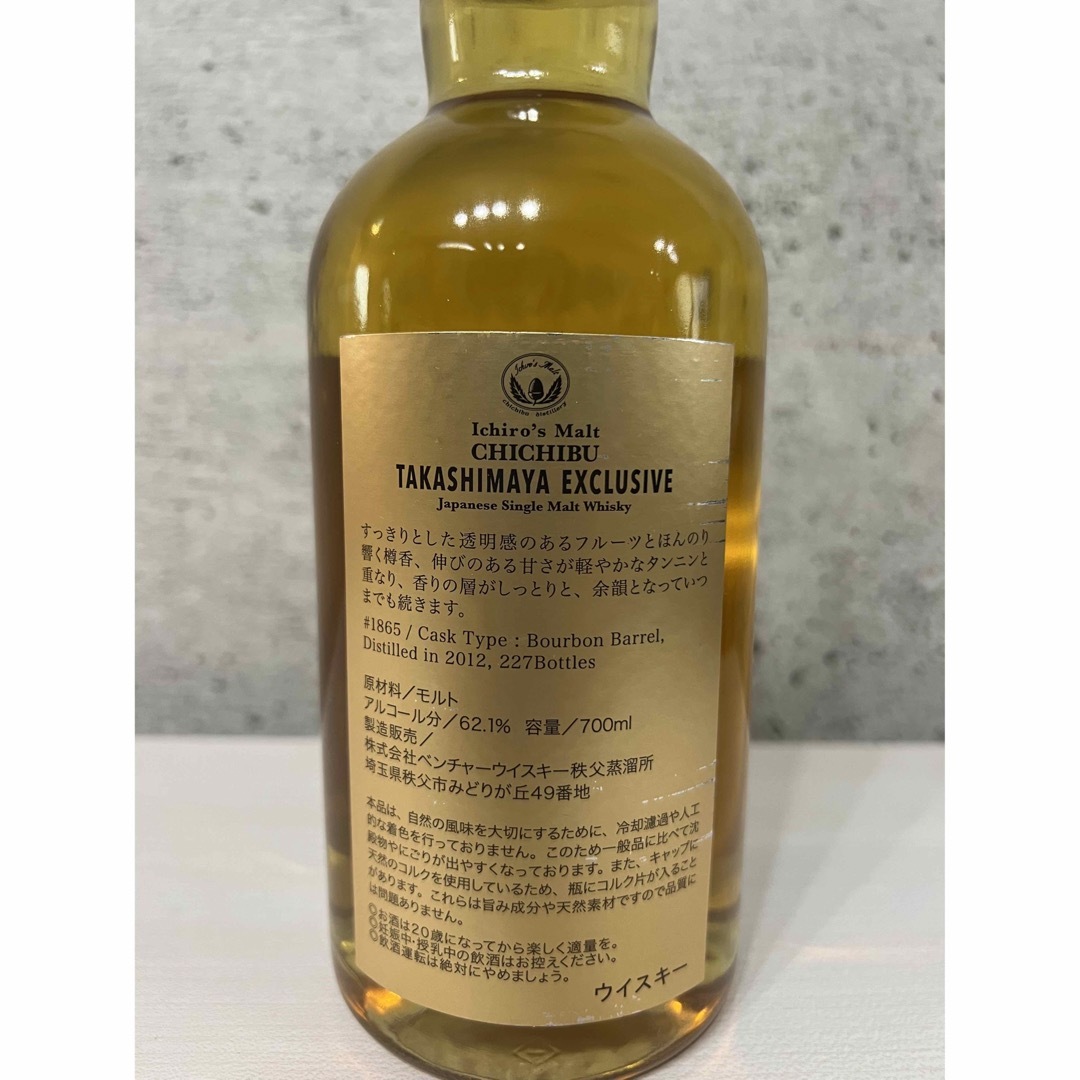 Ichiro's Malt
chichibu distillery
Ichiro's Malt
CHICHIBU
TAKASHIMAYA EXCLUSIVE
Japanese Single Malt Whisky
すっきりとした透明感のあるフルーツとほんのり
響く樽香、伸びのある甘さが軽やかなタンニンと
重なり、香りの層がしっとりと、余韻となっていつ
までも続きます。
#1865 / Cask Type : Bourbon Barrel,
Distilled in 2012, 227Bottles
原材料／モルト
アルコール分／62.1% 容量／700ml
製造販売／
株式会社ベンチャーウイスキー秩父蒸溜所
埼玉県秩父市みどりが丘49番地
本品は、自然の風味を大切にするために、冷却濾過や人工
的な着色を行っておりません。このため一般品に比べて沈
殿物やにごりが出やすくなっております。また、キャップに
天然のコルクを使用しているため、瓶にコルク片が入ること
があります。これらは旨み成分や天然素材ですので品質に
は問題ありません。
◎お酒は20歳になってから楽しく適量を。
◎妊娠中・授乳中の飲酒はお控えください。
◎飲酒運転は絶対にやめましょう。
ウイスキー